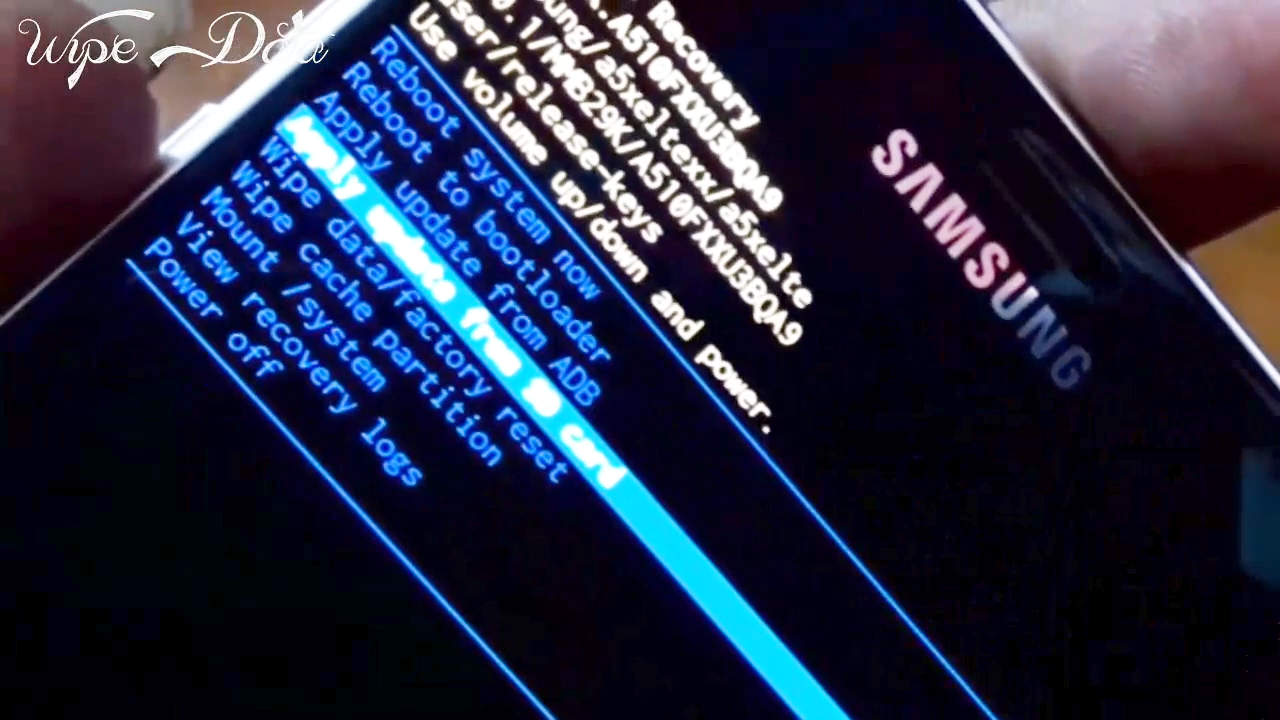 Wipe Data
SAMSUNG
Recovery
.A510FXXU3BQA9
/a5xeltexx/a5xelte
.1/MMB29K/A510FXXU3BQA9
user/release-keys
Use volume up/down and power.
Reboot system now
Reboot to bootloader
Apply update from ADB
Apply update from SD card
Wipe data/factory reset
Wipe cache partition
Mount /system
View recovery logs
Power off